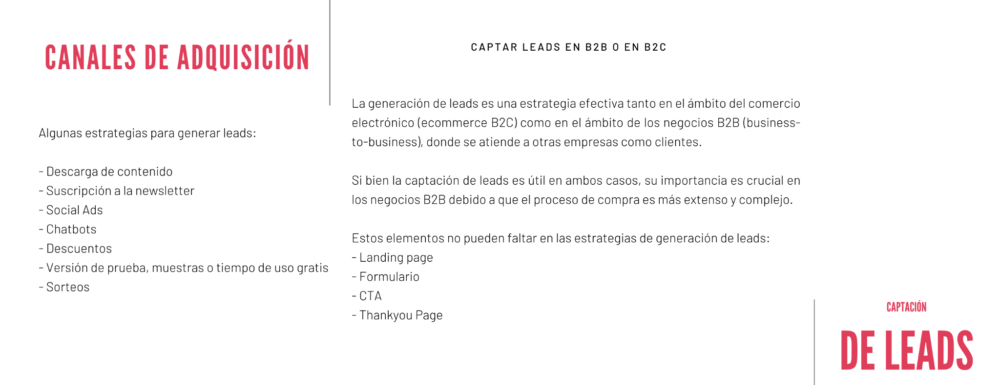 CANALES DE ADQUISICIÓN
Algunas estrategias para generar leads:
- Descarga de contenido
- Suscripción a la newsletter
- Social Ads
- Chatbots
- Descuentos
- Versión de prueba, muestras o tiempo de uso gratis
- Sorteos
CAPTAR LEADS EN B2B O EN B2C
La generación de leads es una estrategia efectiva tanto en el ámbito del comercio
electrónico (ecommerce B2C) como en el ámbito de los negocios B2B (business-
to-business), donde se atiende a otras empresas como clientes.
Si bien la captación de leads es útil en ambos casos, su importancia es crucial en
los negocios B2B debido a que el proceso de compra es más extenso y complejo.
Estos elementos no pueden faltar en las estrategias de generación de leads:
- Landing page
- Formulario
- CTA
- Thankyou Page
CAPTACIÓN
DE LEADS